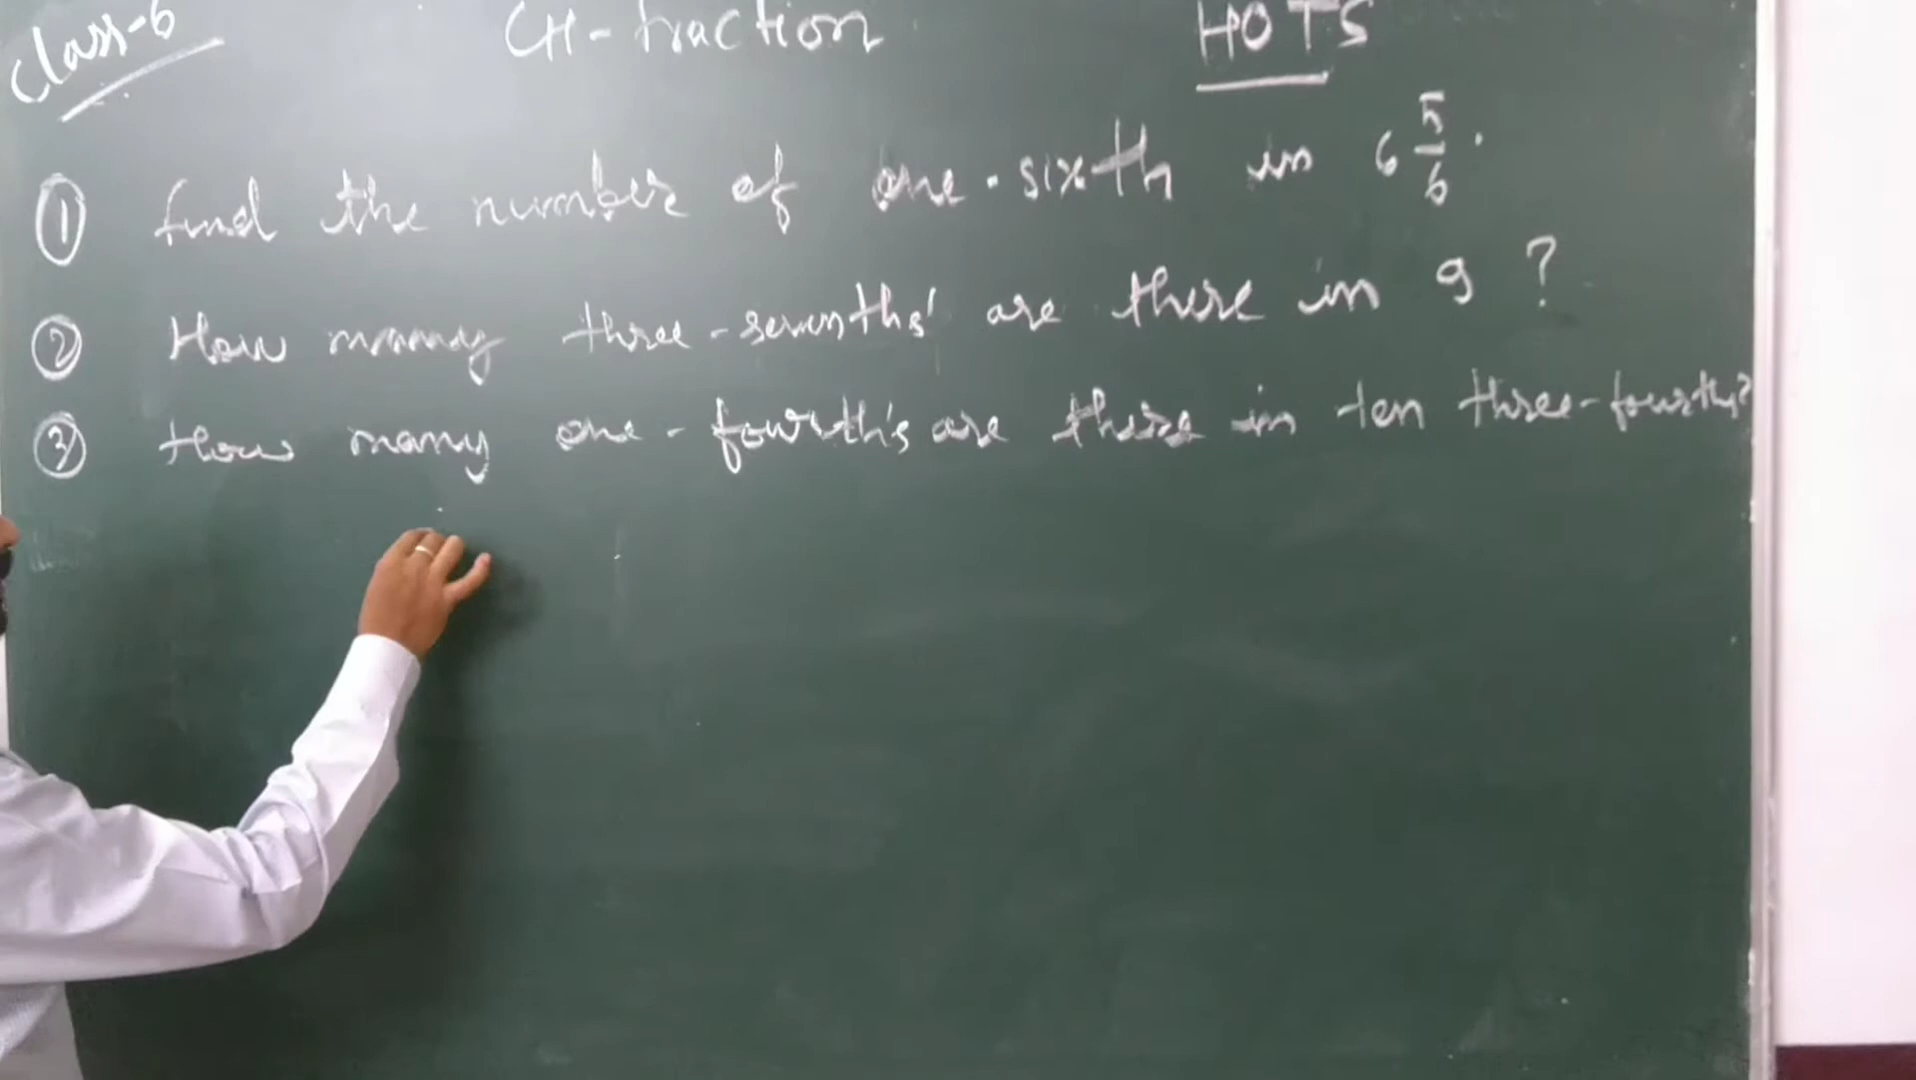 Class-6 CH-fraction HOTS
① find the number of one-sixth in 6 5/6.
② How many three-sevenths' are there in 9 ?
③ How many one-fourth's are there in ten three-fourths?